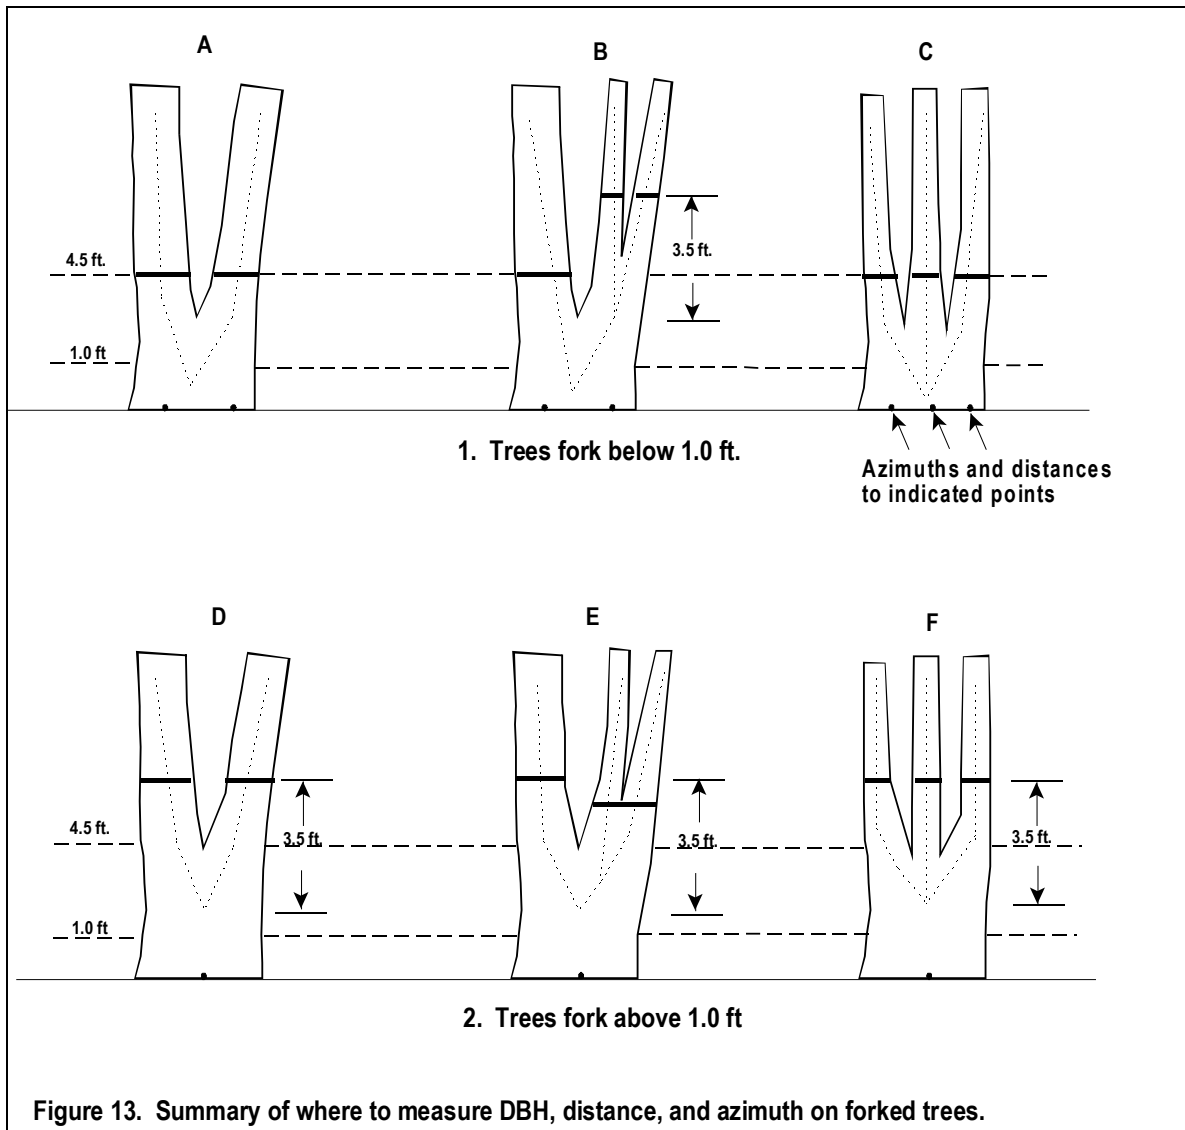 A
B
C
3.5 ft.
4.5 ft.
1.0 ft
1. Trees fork below 1.0 ft.
Azimuths and distances
to indicated points
D
E
F
4.5 ft.
3.5 ft.
3.5 ft.
3.5 ft.
1.0 ft
2. Trees fork above 1.0 ft
Figure 13. Summary of where to measure DBH, distance, and azimuth on forked trees.